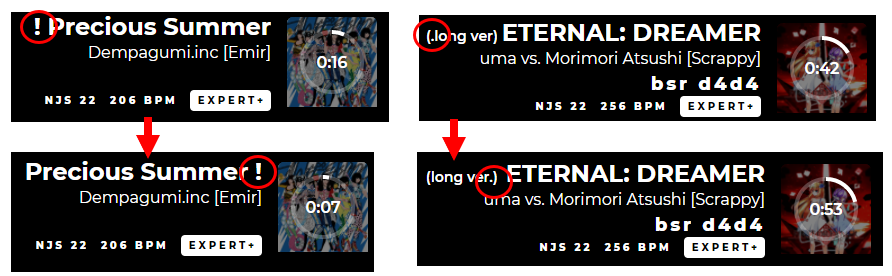 ! Precious Summer
Dempagumi.inc [Emir]
0:16
NJS 22 206 BPM EXPERT+
(.long ver) ETERNAL: DREAMER
uma vs. Morimori Atsushi [Scrappy]
bsr d4d4
0:42
NJS 22 256 BPM EXPERT+
Precious Summer !
Dempagumi.inc [Emir]
0:07
NJS 22 206 BPM EXPERT+
(long ver.) ETERNAL: DREAMER
uma vs. Morimori Atsushi [Scrappy]
bsr d4d4
0:53
NJS 22 256 BPM EXPERT+